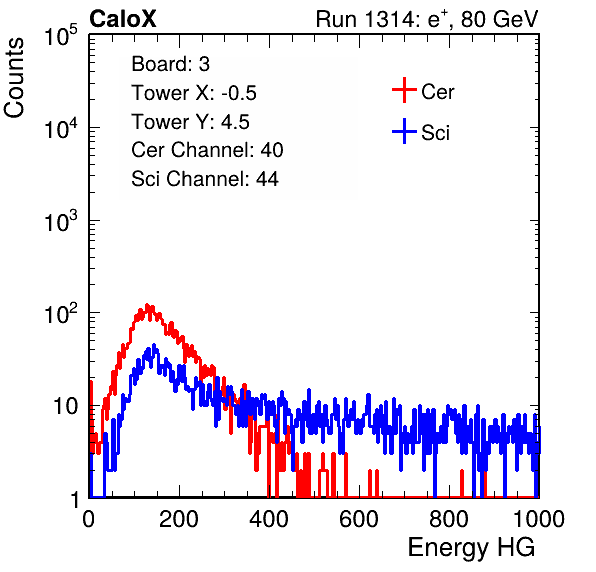 CaloX Run 1314: e⁺, 80 GeV
Counts
10⁵
10⁴
10³
10²
10
1
Board: 3
Tower X: -0.5
Tower Y: 4.5
Cer Channel: 40
Sci Channel: 44
Cer
Sci
0 200 400 600 800 1000
Energy HG